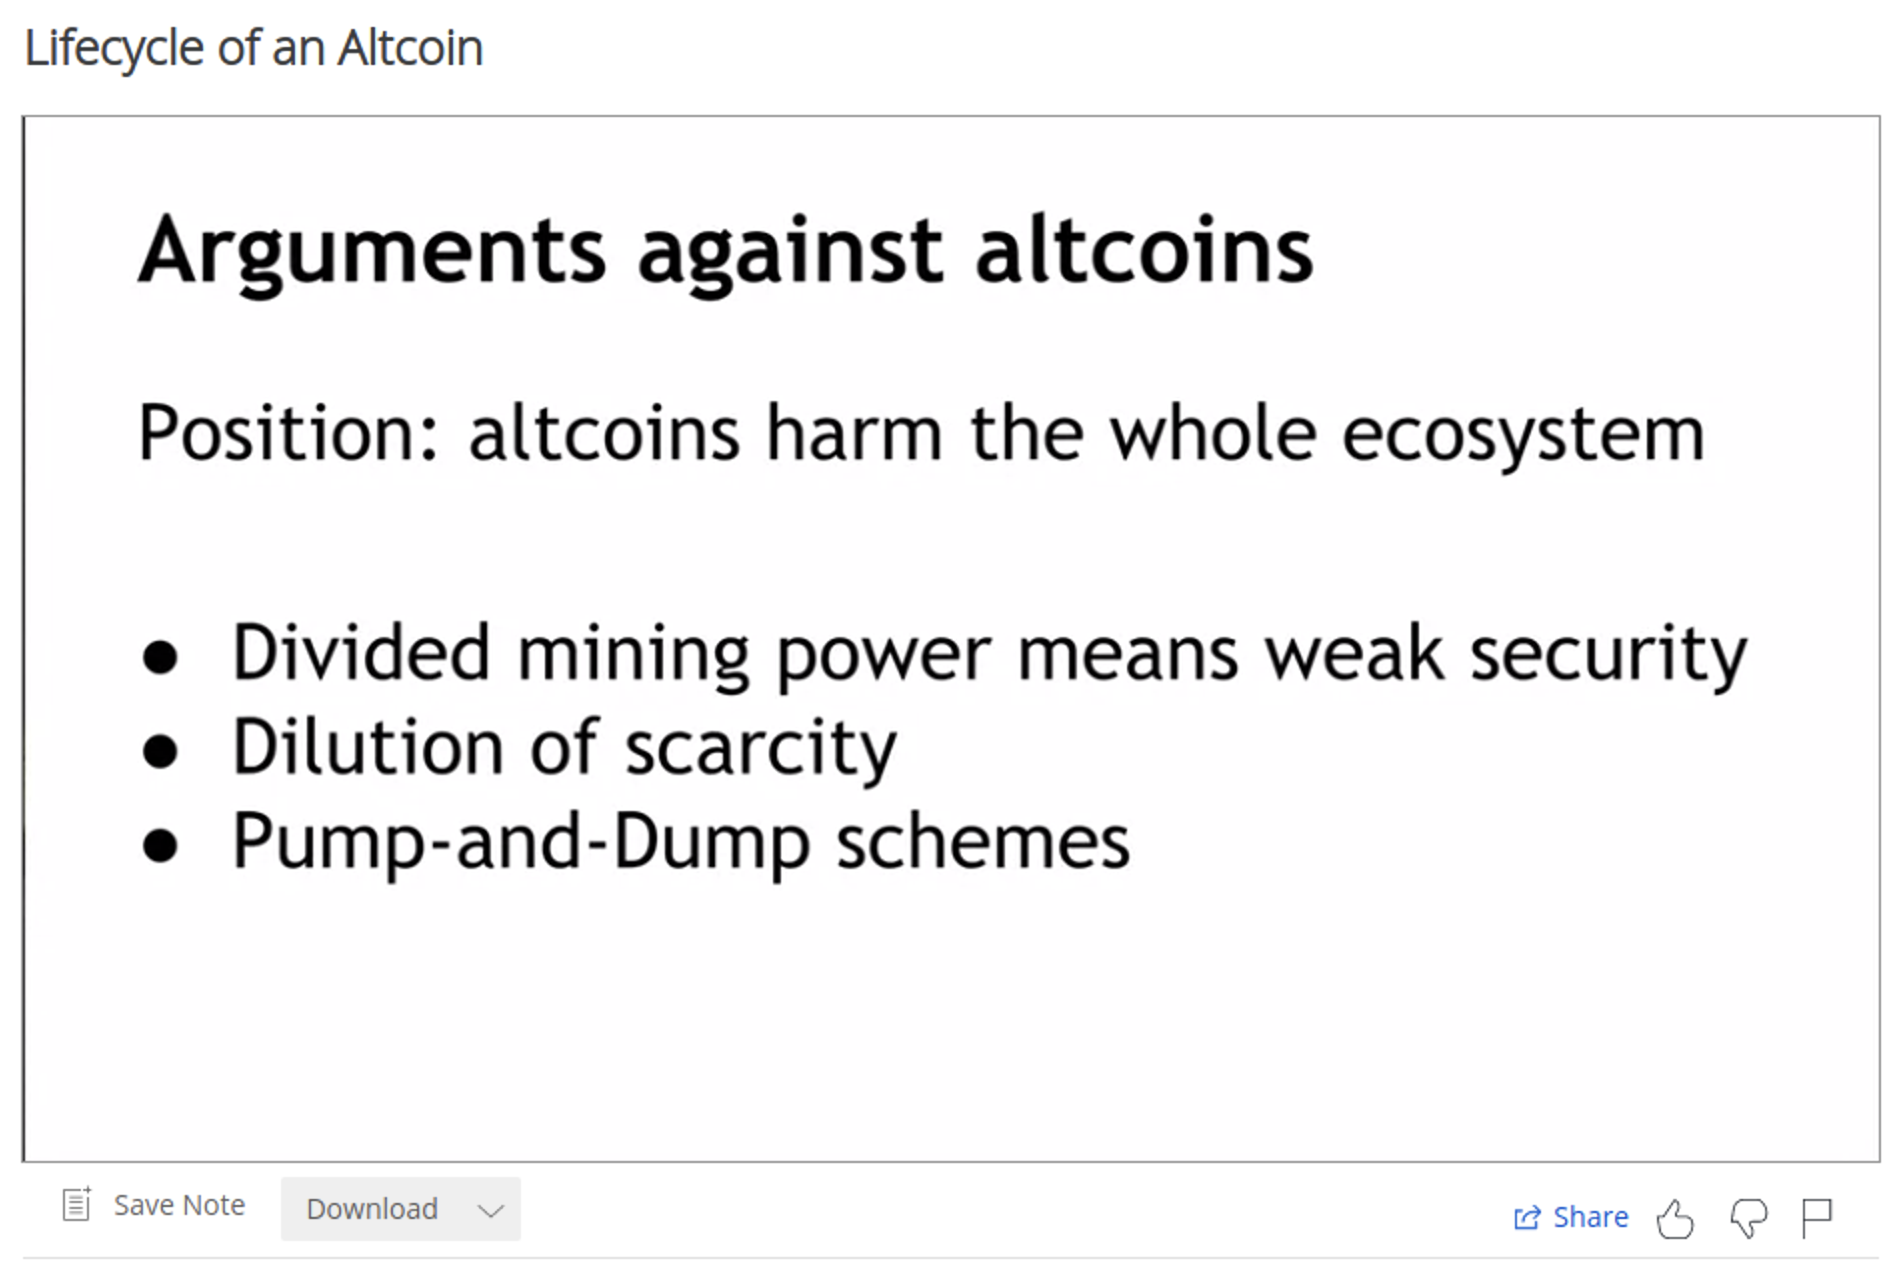 Lifecycle of an Altcoin
Arguments against altcoins
Position: altcoins harm the whole ecosystem
● Divided mining power means weak security
● Dilution of scarcity
● Pump-and-Dump schemes
Save Note
Download
Share